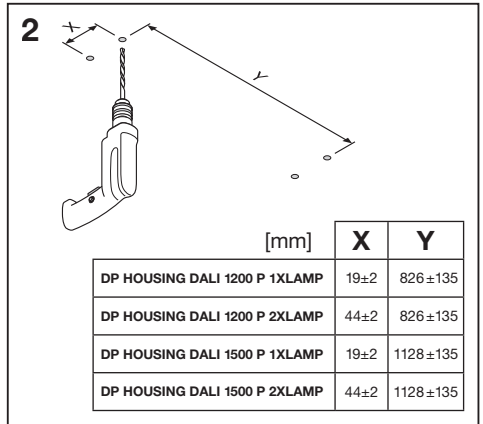 2
X
Y
[mm] X Y
DP HOUSING DALI 1200 P 1XLAMP 19±2 826±135
DP HOUSING DALI 1200 P 2XLAMP 44±2 826±135
DP HOUSING DALI 1500 P 1XLAMP 19±2 1128±135
DP HOUSING DALI 1500 P 2XLAMP 44±2 1128±135